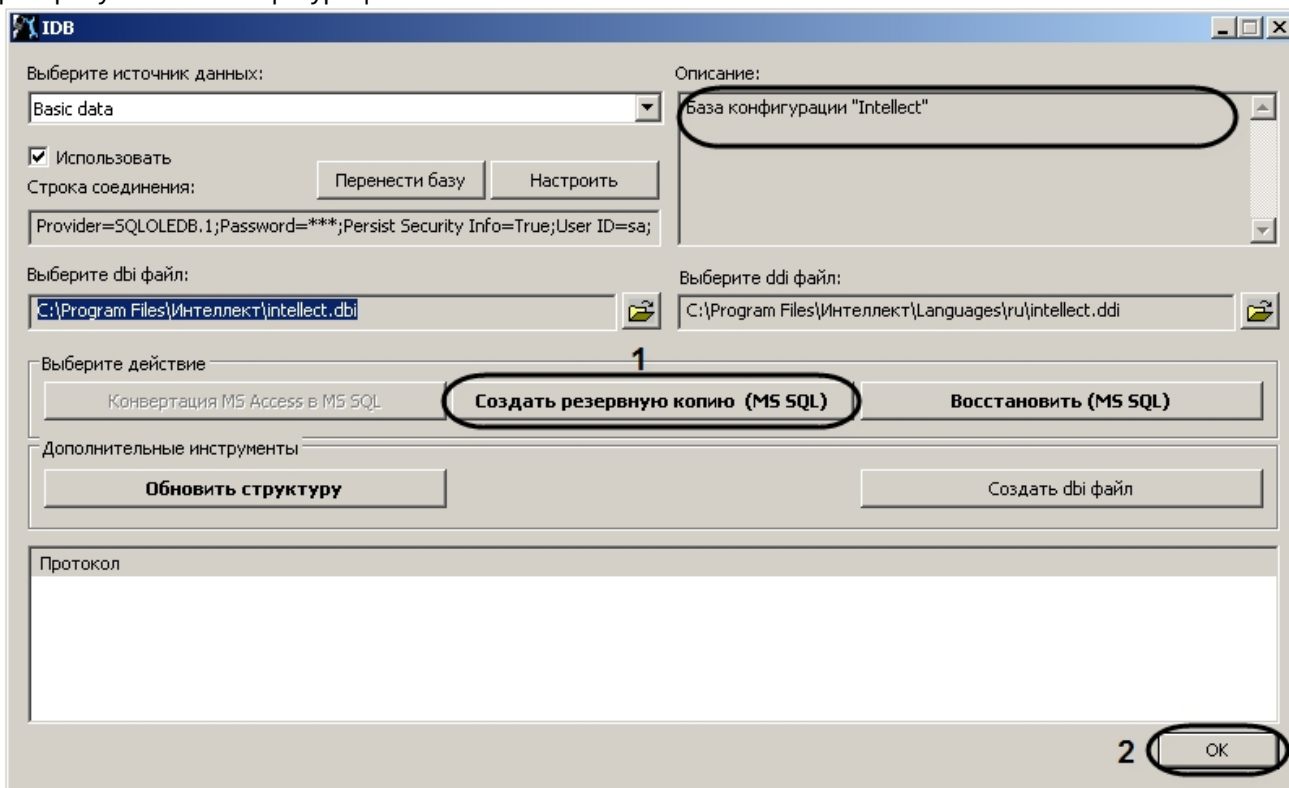 IDB
Выберите источник данных:
Описание:
Basic data
База конфигурации "Intellect"
Использовать
Строка соединения:
Перенести базу
Настроить
Provider=SQLOLEDB.1;Password=***;Persist Security Info=True;User ID=sa;
Выберите dbi файл:
Выберите ddi файл:
C:\Program Files\Интеллект\intellect.dbi
C:\Program Files\Интеллект\Languages\ru\intellect.ddi
1
Выберите действие
Конвертация MS Access в MS SQL
Создать резервную копию (MS SQL)
Восстановить (MS SQL)
Дополнительные инструменты
Обновить структуру
Создать dbi файл
Протокол
2
OK